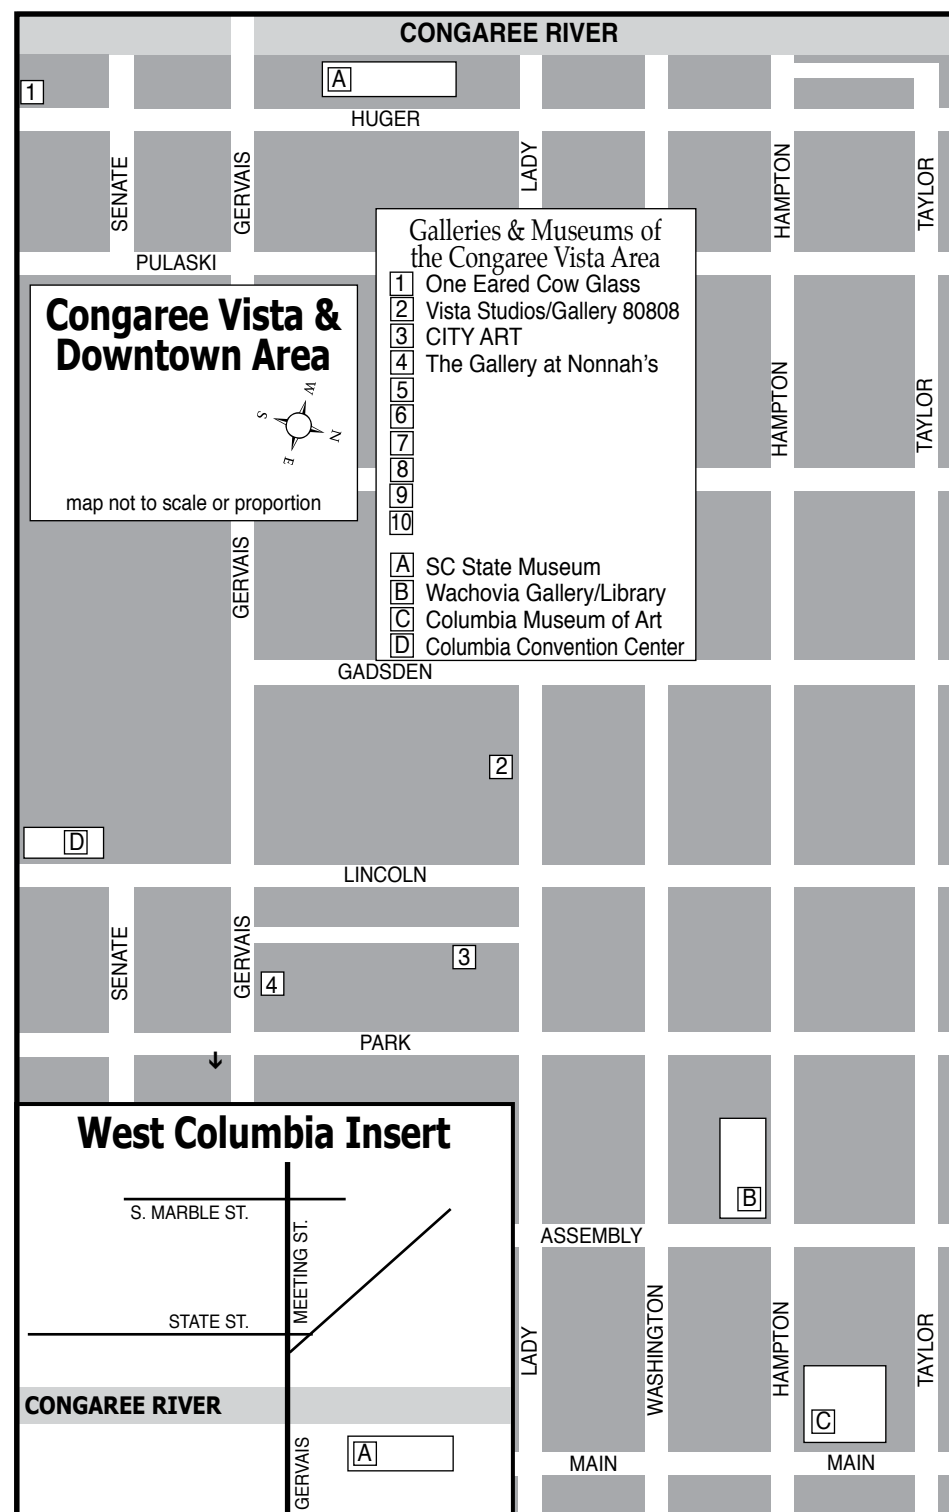 CONGAREE RIVER
1
A
HUGER
SENATE
GERVAIS
LADY
HAMPTON
TAYLOR
PULASKI
Galleries & Museums of
the Congaree Vista Area
1 One Eared Cow Glass
2 Vista Studios/Gallery 80808
3 CITY ART
4 The Gallery at Nonnah's
5
6
7
8
9
10
A SC State Museum
B Wachovia Gallery/Library
C Columbia Museum of Art
D Columbia Convention Center
Congaree Vista &
Downtown Area
W
S
N
E
map not to scale or proportion
HAMPTON
TAYLOR
GERVAIS
GADSDEN
2
D
LINCOLN
SENATE
GERVAIS
3
4
PARK
West Columbia Insert
S. MARBLE ST.
MEETING ST.
STATE ST.
CONGAREE RIVER
A
GERVAIS
B
ASSEMBLY
LADY
WASHINGTON
HAMPTON
TAYLOR
C
MAIN
MAIN